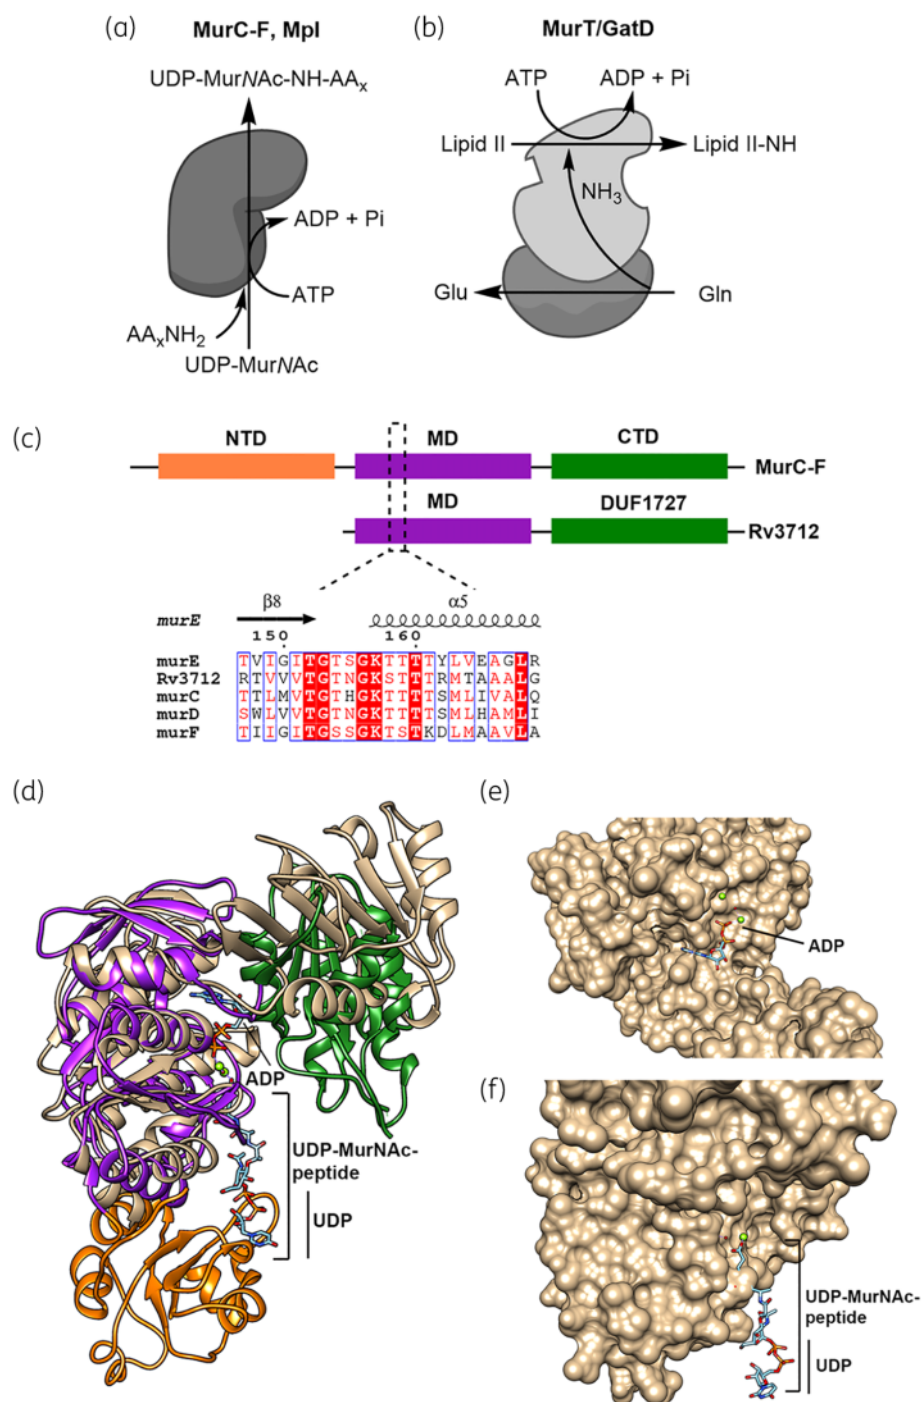 (a)
MurC-F, Mpl
UDP-MurNAc-NH-AAx
ADP + Pi
ATP
AAxNH2
UDP-MurNAc
(b)
MurT/GatD
ATP
ADP + Pi
Lipid II
Lipid II-NH
NH3
Glu
Gln
(c)
NTD
MD
CTD
MurC-F
MD
DUF1727
Rv3712
β8
α5
murE
150
160
murE TVIGITGTSGKTTTTYLVEAGLR
Rv3712 RTVVVTGTNGKSTTTRMTAAALG
murC TTLMVTGTHGKTTTTSMLIVALQ
murD SWLVVTGTNGKTTTTSMLHAMLI
murF TIIGITGSSGKTSTKDLMAAVLA
(d)
ADP
UDP-MurNAc-
peptide
UDP
(e)
ADP
(f)
UDP-MurNAc-
peptide
UDP